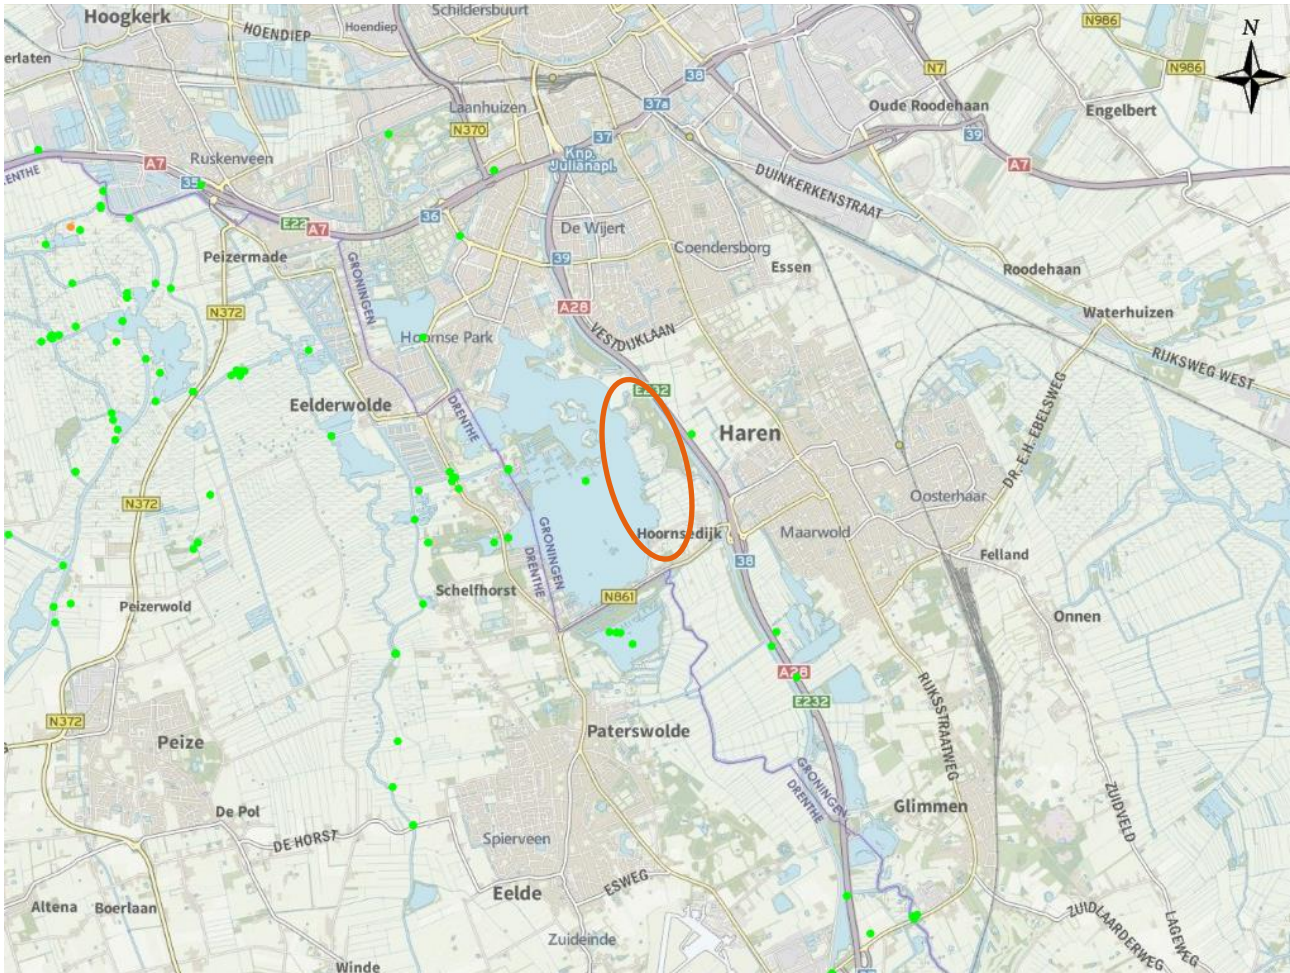 Hoogkerk
HOENDIEP
Hoendiep
Schildersbuurt
N986
N
erlaten
38
N7
N986
37a
Laanhuizen
Oude Roodehaan
Engelbert
N370
37
39
Knp.
Julianapl.
A7
Ruskenveen
A7
RENTHE
35
DUINKERKENSTRAAT
36
E22
A7
De Wijert
Peizermade
39
Coendersborg
Essen
Roodehaan
GRONINGEN
N372
A28
Waterhuizen
VESTDIJKLAAN
Hoornse Park
RIJKSWEG WEST
E232
Eelderwolde
DRENTHE
Haren
DR. E.H. EBELSWEG
N372
Oosterhaar
Hoornsedijk
Maarwold
GRONINGEN
DRENTHE
38
Felland
Schelfhorst
N861
Peizerwold
Onnen
A28
E232
RIJKSSTRAATWEG
N372
Peize
Paterswolde
GRONINGEN
DRENTHE
Glimmen
ZUIDVELD
De Pol
DE HORST
Spierveen
Eelde
ESWEG
Altena
Boerlaan
ZUIDLAARDERWEG
LAGEWEG
Zuideinde
Winde